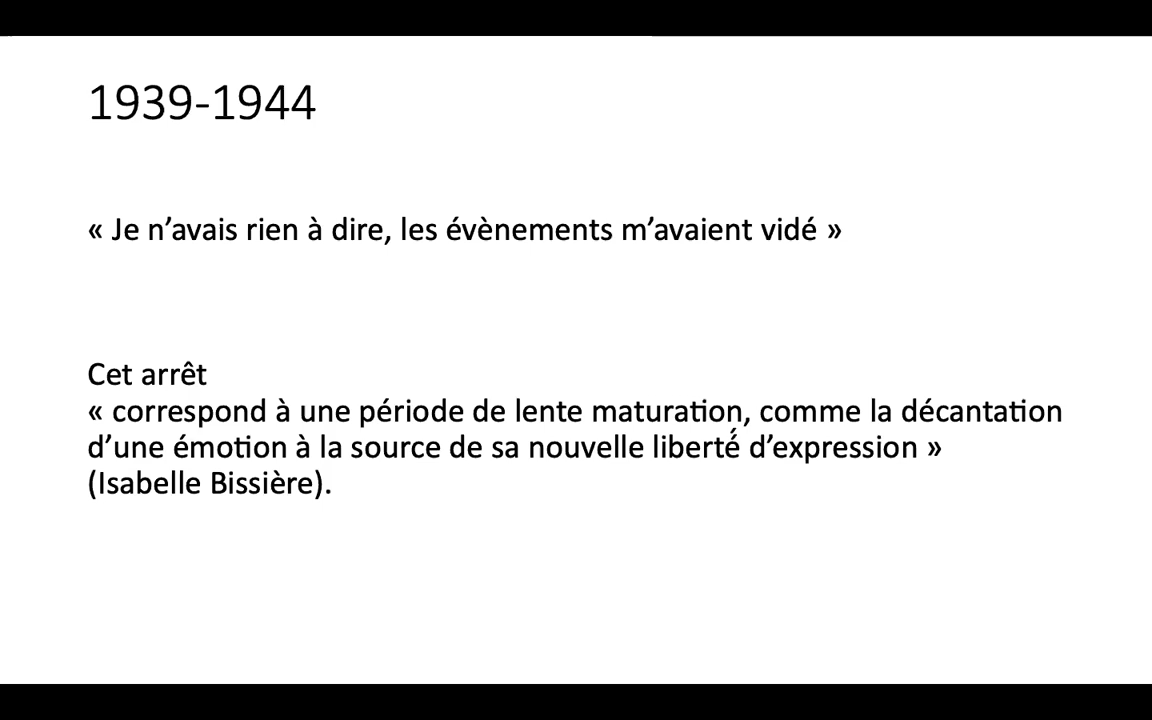 1939-1944
« Je n’avais rien à dire, les évènements m’avaient vidé »
Cet arrêt
« correspond à une période de lente maturation, comme la décantation
d’une émotion à la source de sa nouvelle liberté́ d’expression »
(Isabelle Bissière).